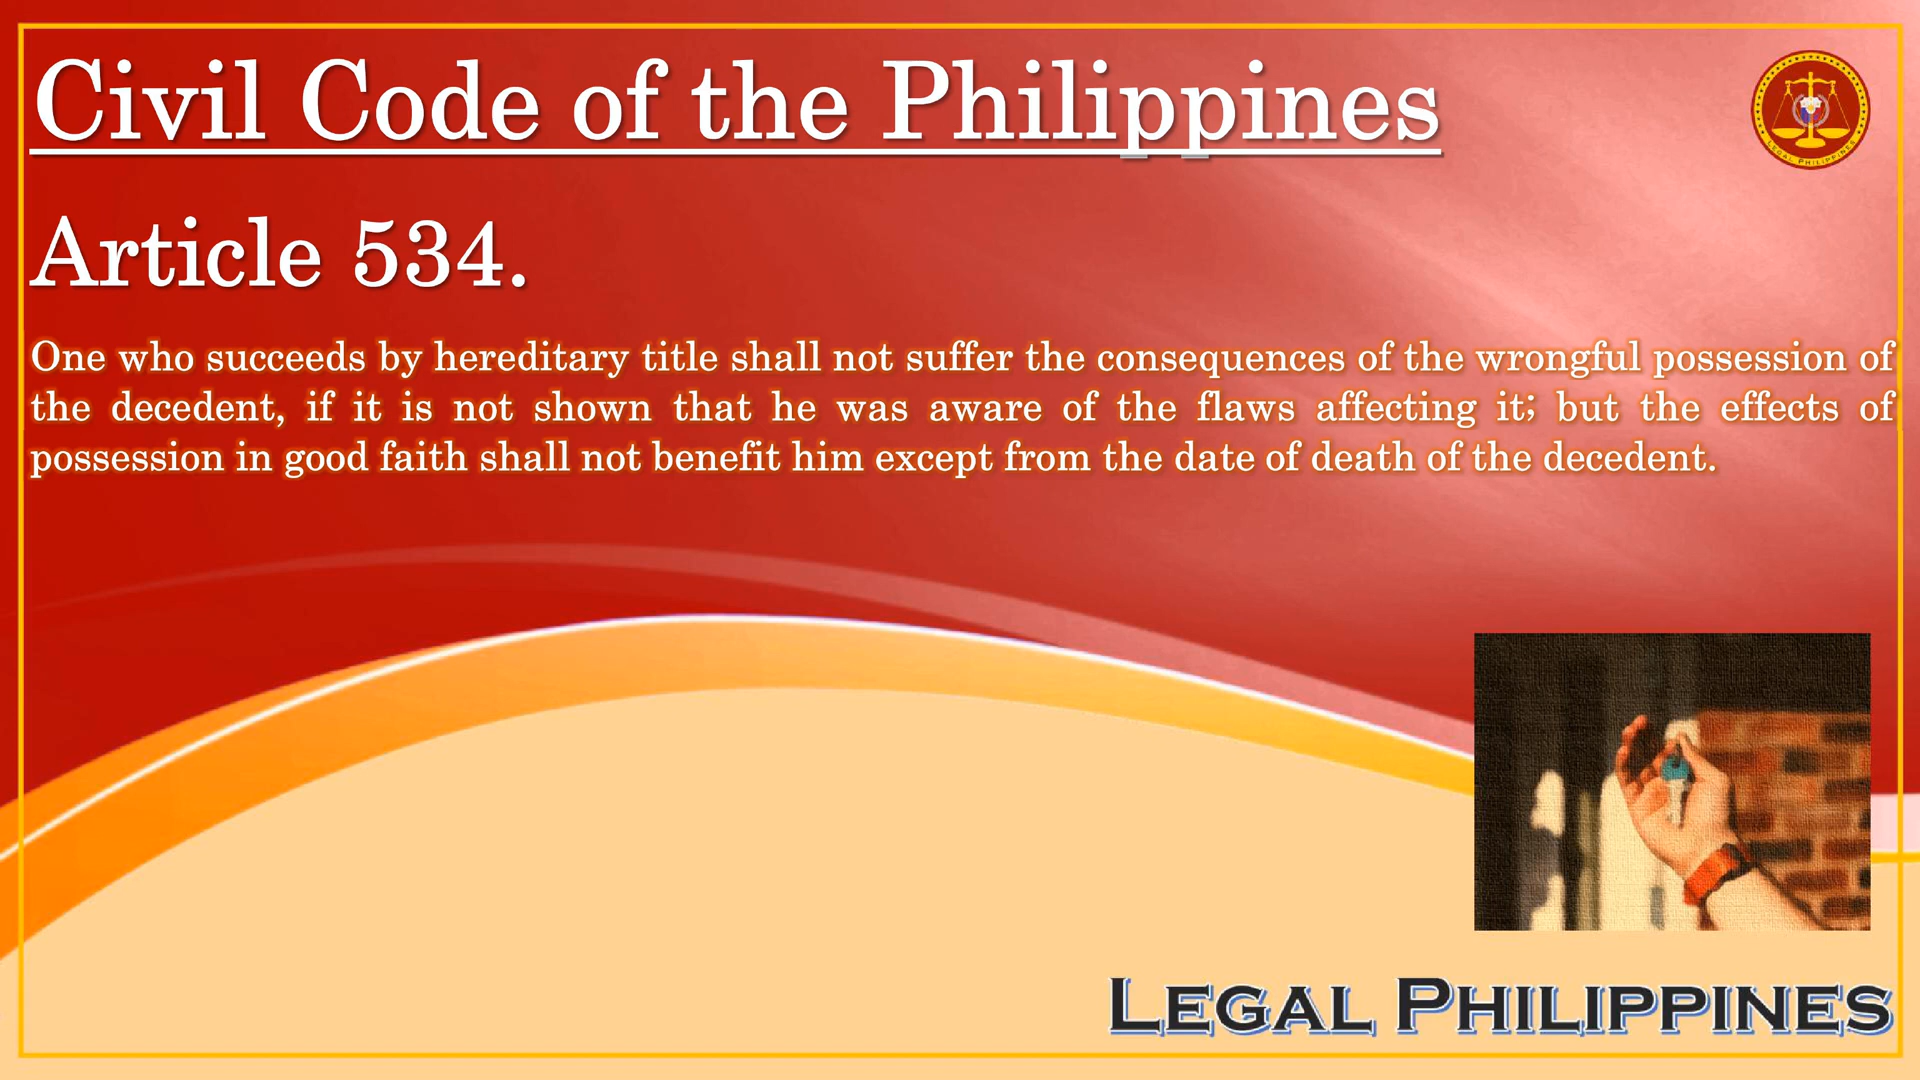 Civil Code of the Philippines
LEGAL PHILIPPINES
Article 534.
One who succeeds by hereditary title shall not suffer the consequences of the wrongful possession of
the decedent, if it is not shown that he was aware of the flaws affecting it; but the effects of
possession in good faith shall not benefit him except from the date of death of the decedent.
LEGAL PHILIPPINES